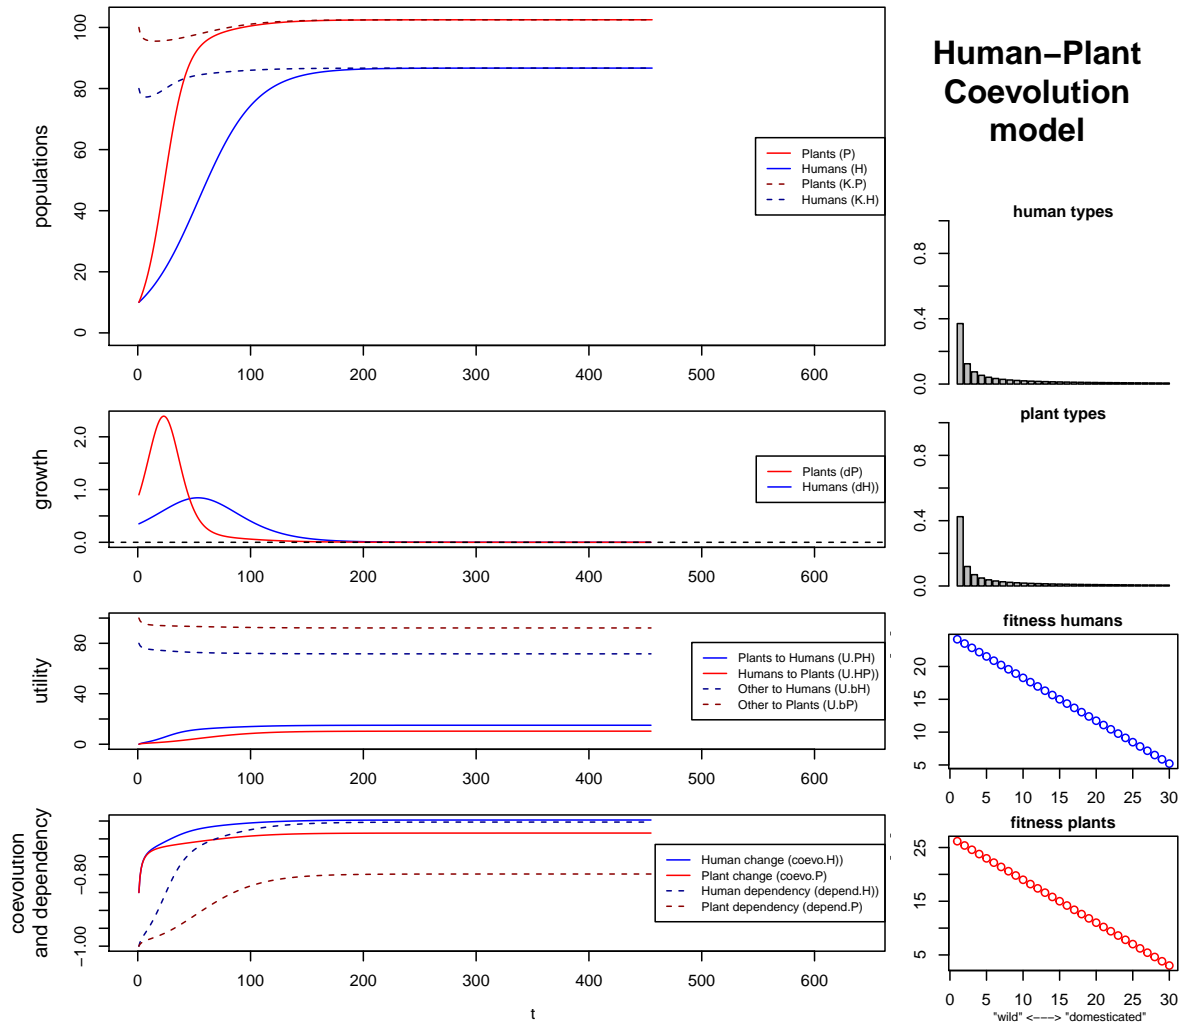 Human−Plant
Coevolution
model
populations
0
20
40
60
80
100
0 100 200 300 400 500 600
Plants (P)
Humans (H)
Plants (K.P)
Humans (K.H)
human types
0.0
0.4
0.8
growth
0.0
1.0
2.0
0 100 200 300 400 500 600
Plants (dP)
Humans (dH))
plant types
0.0
0.4
0.8
utility
0
40
80
0 100 200 300 400 500 600
Plants to Humans (U.PH)
Humans to Plants (U.HP))
Other to Humans (U.bH)
Other to Plants (U.bP)
fitness humans
5
10
15
20
0 5 10 15 20 25 30
coevolution
and dependency
−1.00
−0.80
0 100 200 300 400 500 600
t
Human change (coevo.H))
Plant change (coevo.P)
Human dependency (depend.H))
Plant dependency (depend.P)
fitness plants
5
15
25
0 5 10 15 20 25 30
"wild" <−−−> "domesticated"